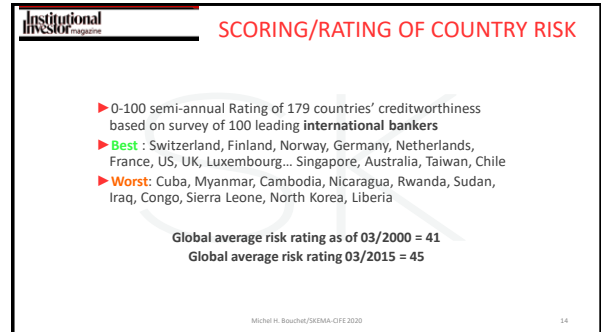 Institutional
Investor magazine
SCORING/RATING OF COUNTRY RISK
►0-100 semi-annual Rating of 179 countries' creditworthiness
based on survey of 100 leading international bankers
►Best : Switzerland, Finland, Norway, Germany, Netherlands,
France, US, UK, Luxembourg… Singapore, Australia, Taiwan, Chile
►Worst: Cuba, Myanmar, Cambodia, Nicaragua, Rwanda, Sudan,
Iraq, Congo, Sierra Leone, North Korea, Liberia
Global average risk rating as of 03/2000 = 41
Global average risk rating 03/2015 = 45
SK
Michel H. Bouchet/SKEMA-CIFE 2020
14